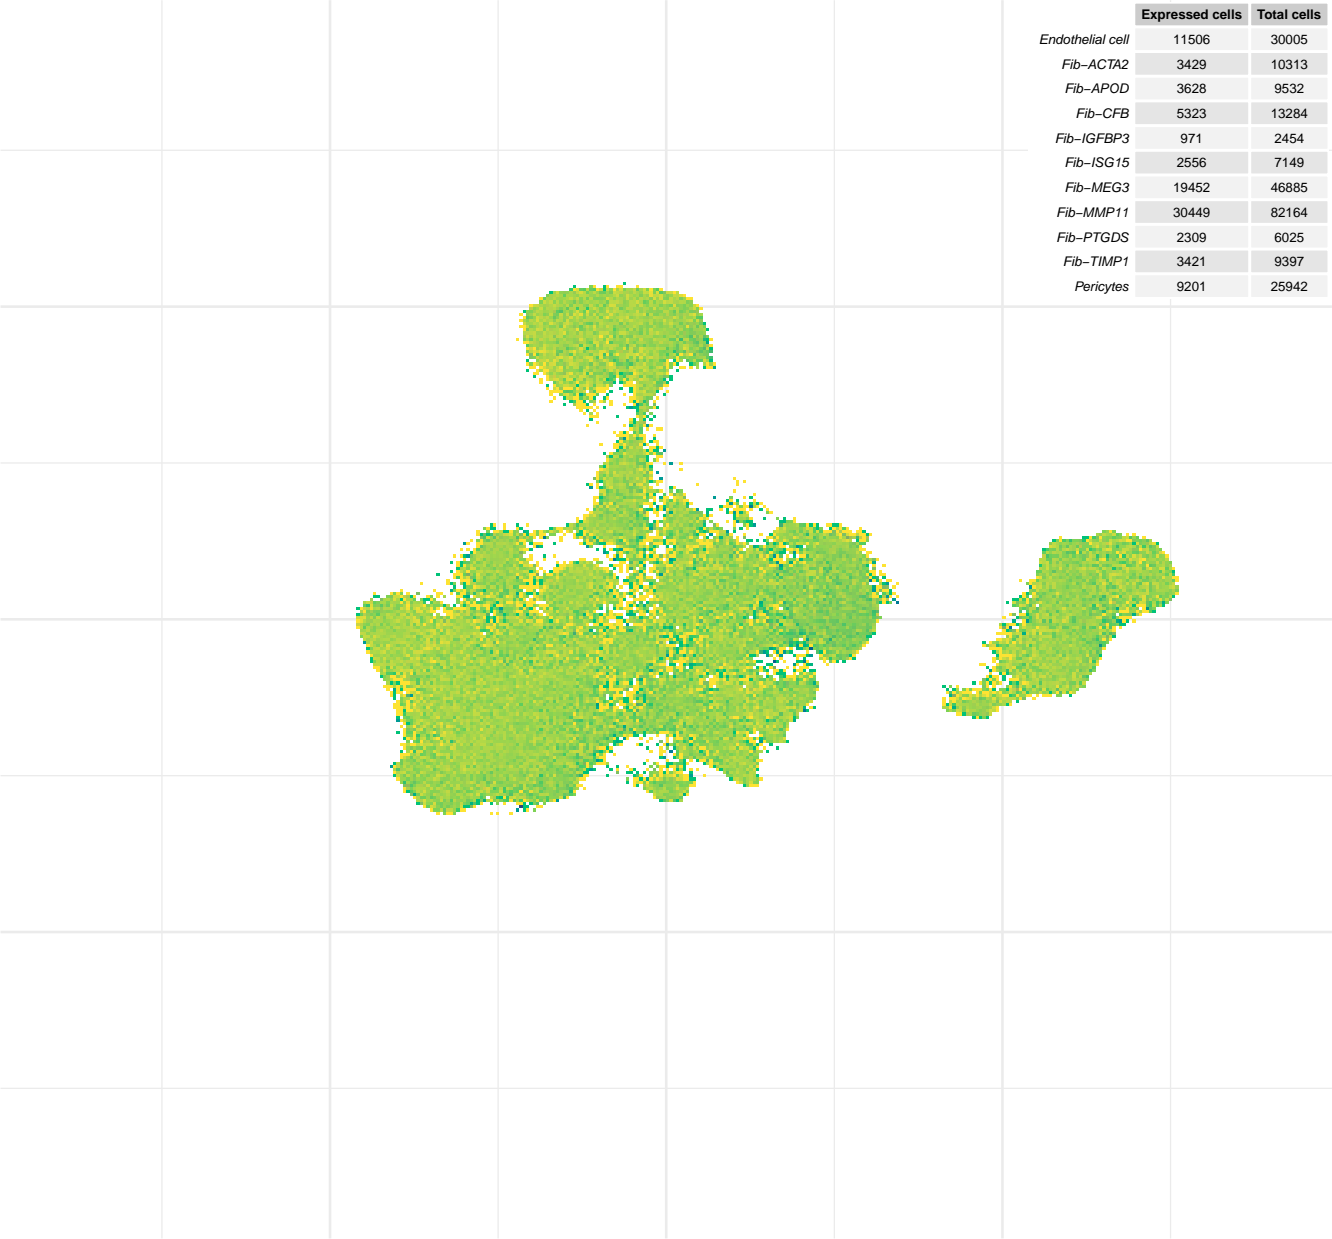 Expressed cells Total cells
Endothelial cell 11506 30005
Fib−ACTA2 3429 10313
Fib−APOD 3628 9532
Fib−CFB 5323 13284
Fib−IGFBP3 971 2454
Fib−ISG15 2556 7149
Fib−MEG3 19452 46885
Fib−MMP11 30449 82164
Fib−PTGDS 2309 6025
Fib−TIMP1 3421 9397
Pericytes 9201 25942